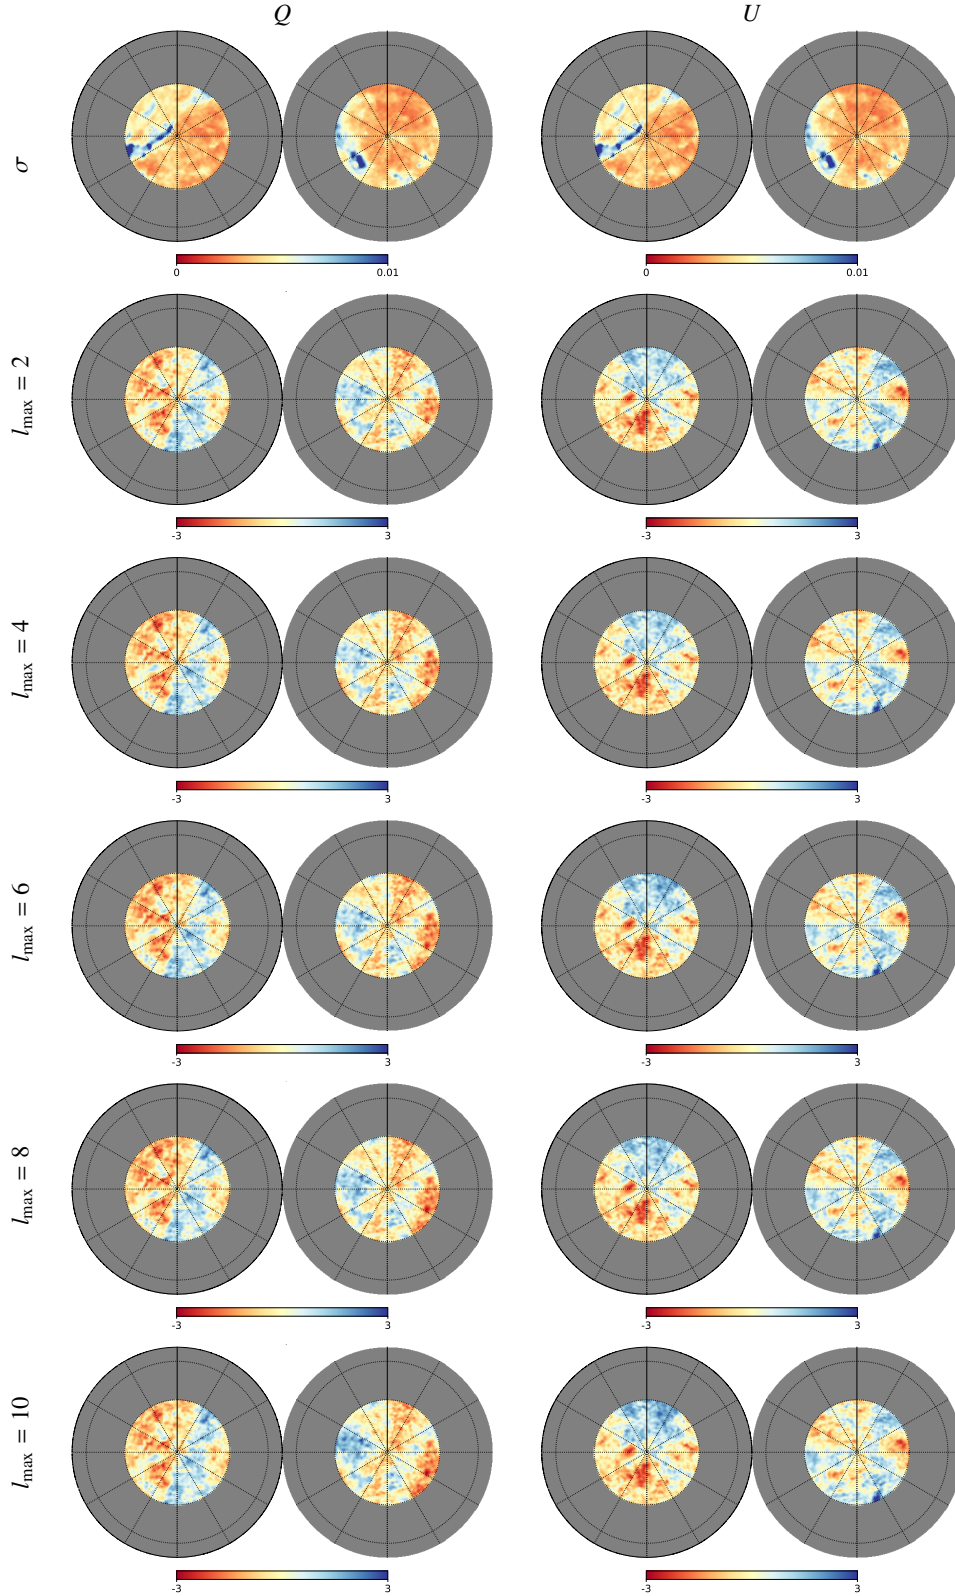 Q U
σ
0 0.01 0 0.01
l_max = 2
-3 3 -3 3
l_max = 4
-3 3 -3 3
l_max = 6
-3 3 -3 3
l_max = 8
-3 3 -3 3
l_max = 10
-3 3 -3 3